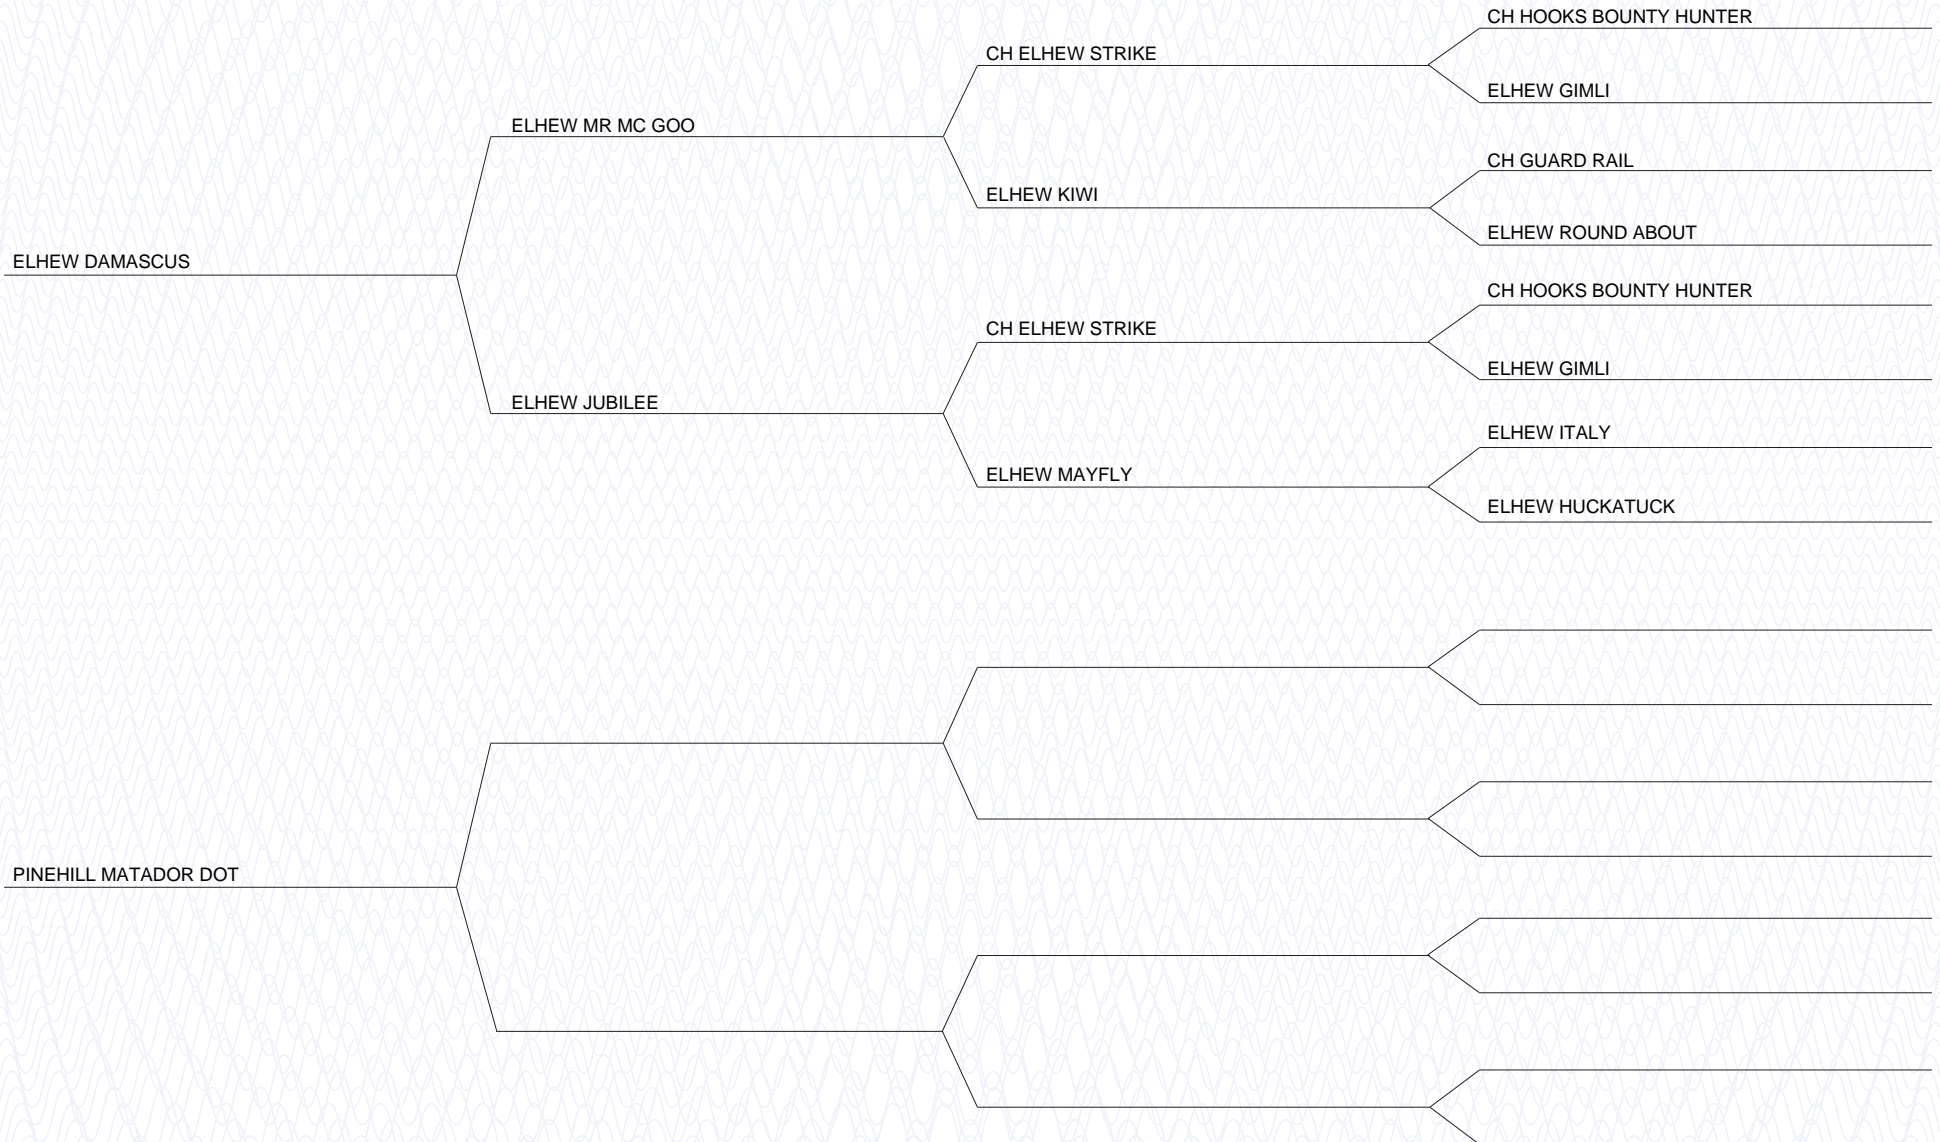 CH HOOKS BOUNTY HUNTER
CH ELHEW STRIKE
ELHEW GIMLI
ELHEW MR MC GOO
CH GUARD RAIL
ELHEW KIWI
ELHEW ROUND ABOUT
ELHEW DAMASCUS
CH HOOKS BOUNTY HUNTER
CH ELHEW STRIKE
ELHEW GIMLI
ELHEW JUBILEE
ELHEW ITALY
ELHEW MAYFLY
ELHEW HUCKATUCK
PINEHILL MATADOR DOT